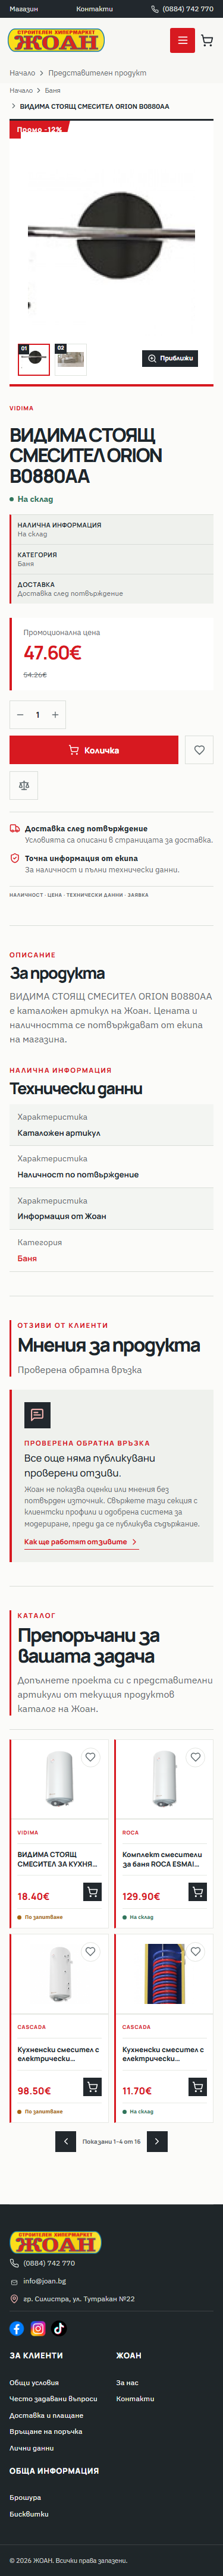 Магазин
Контакти
(0884) 742 770
СТРОИТЕЛЕН ХИПЕРМАРКЕТ
ЖОАН
Начало > Представителен продукт
Начало > Баня
> ВИДИМА СТОЯЩ СМЕСИТЕЛ ORION B0880AA
Промо -12%
01
02
Приближи
VIDIMA
ВИДИМА СТОЯЩ
СМЕСИТЕЛ ORION
B0880AA
На склад
НАЛИЧНА ИНФОРМАЦИЯ
На склад
КАТЕГОРИЯ
Баня
ДОСТАВКА
Доставка след потвърждение
Промоционална цена
47.60€
54.26€
1
Количка
Доставка след потвърждение
Условията са описани в страницата за доставка.
Точна информация от екипа
За наличност и пълни технически данни.
НАЛИЧНОСТ · ЦЕНА · ТЕХНИЧЕСКИ ДАННИ · ЗАЯВКА
ОПИСАНИЕ
За продукта
ВИДИМА СТОЯЩ СМЕСИТЕЛ ORION B0880AA
е каталожен артикул на Жоан. Цената и
наличността се потвърждават от екипа
на магазина.
НАЛИЧНА ИНФОРМАЦИЯ
Технически данни
Характеристика
Каталожен артикул
Характеристика
Наличност по потвърждение
Характеристика
Информация от Жоан
Категория
Баня
ОТЗИВИ ОТ КЛИЕНТИ
Мнения за продукта
Проверена обратна връзка
ПРОВЕРЕНА ОБРАТНА ВРЪЗКА
Все още няма публикувани
проверени отзиви.
Жоан не показва оценки или мнения без
потвърден източник. Свържете тази секция с
клиентски профили и одобрена система за
модериране, преди да се публикува съдържание.
Как ще работят отзивите >
КАТАЛОГ
Препоръчани за
вашата задача
Допълнете проекта си с представителни
артикули от текущия продуктов
каталог на Жоан.
VIDIMA
ВИДИМА СТОЯЩ
СМЕСИТЕЛ ЗА КУХНЯ...
18.40€
По запитване
ROCA
Комплект смесители
за баня ROCA ESMAI...
129.90€
На склад
CASCADA
Кухненски смесител с
електрически...
98.50€
По запитване
CASCADA
Кухненски смесител с
електрически...
11.70€
На склад
Показани 1–4 от 16
СТРОИТЕЛЕН ХИПЕРМАРКЕТ
ЖОАН
(0884) 742 770
info@joan.bg
гр. Силистра, ул. Тутракан №22
ЗА КЛИЕНТИ
ЖОАН
Общи условия
За нас
Често задавани въпроси
Контакти
Доставка и плащане
Връщане на поръчка
Лични данни
ОБЩА ИНФОРМАЦИЯ
Брошура
Бисквитки
© 2026 ЖОАН. Всички права запазени.